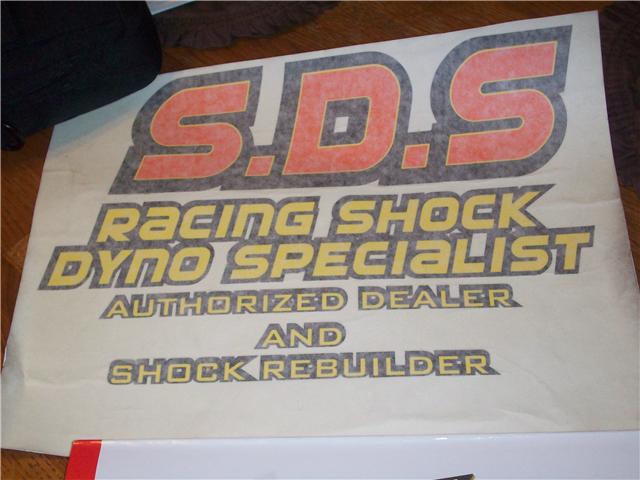 S.D.S
RACING SHOCK
DYNO SPECIALIST
AUTHORIZED DEALER
AND
SHOCK REBUILDER